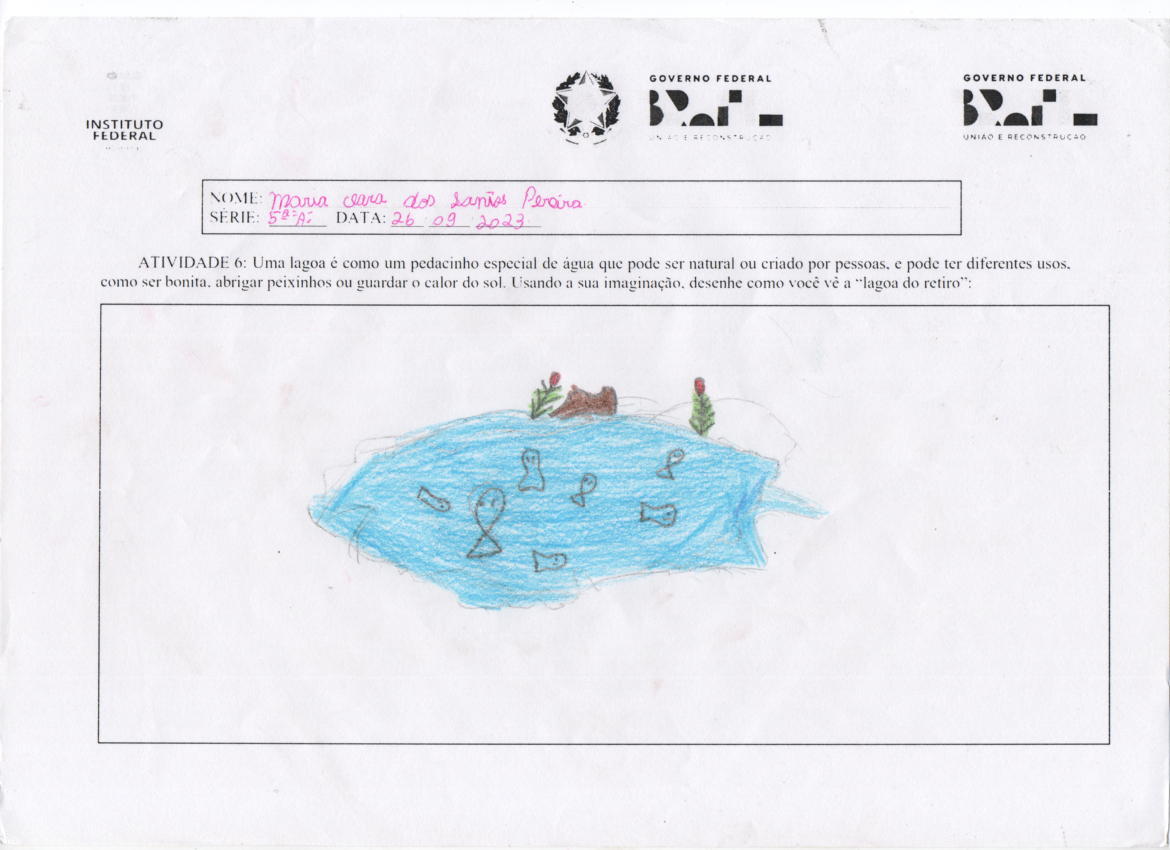 INSTITUTO
FEDERAL
GOVERNO FEDERAL
BRASIL
UNIÃO E RECONSTRUÇÃO
GOVERNO FEDERAL
BRASIL
UNIÃO E RECONSTRUÇÃO
NOME: Maria clara dos Santos Pereira
SÉRIE: 5ª A DATA: 26 09 2023
ATIVIDADE 6: Uma lagoa é como um pedacinho especial de água que pode ser natural ou criado por pessoas, e pode ter diferentes usos,
como ser bonita, abrigar peixinhos ou guardar o calor do sol. Usando a sua imaginação, desenhe como você vê a “lagoa do retiro”: